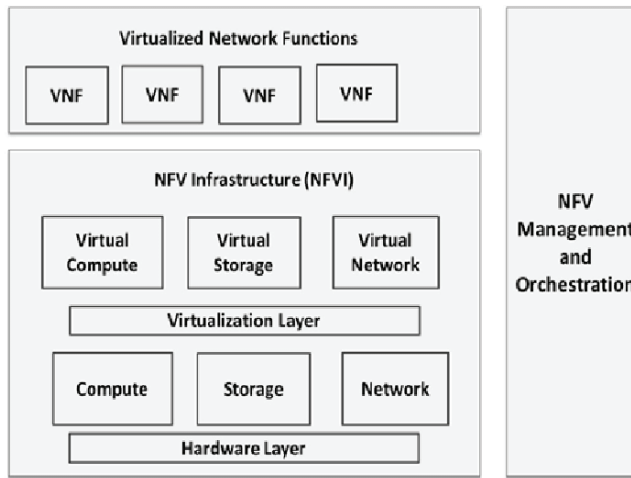 Virtualized Network Functions
VNF
VNF
VNF
VNF
NFV Infrastructure (NFVI)
Virtual
Compute
Virtual
Storage
Virtual
Network
Virtualization Layer
Compute
Storage
Network
Hardware Layer
NFV
Management
and
Orchestration